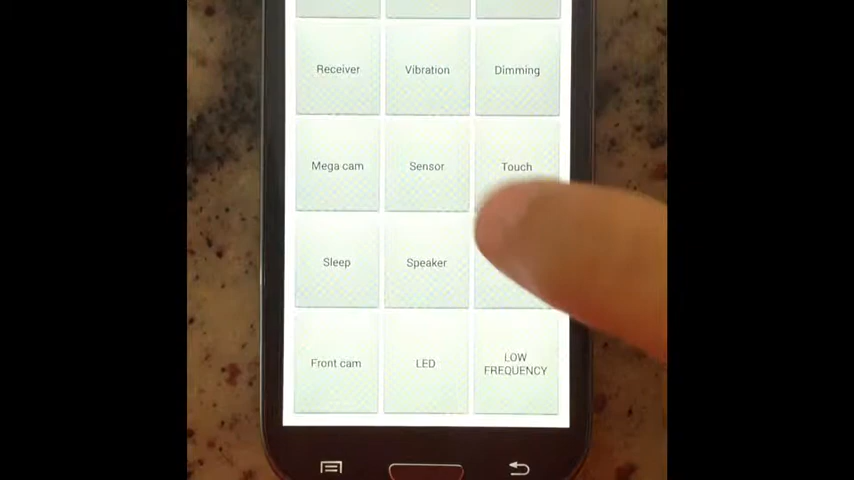 Receiver Vibration Dimming
Mega cam Sensor Touch
Sleep Speaker
Front cam LED LOW
FREQUENCY